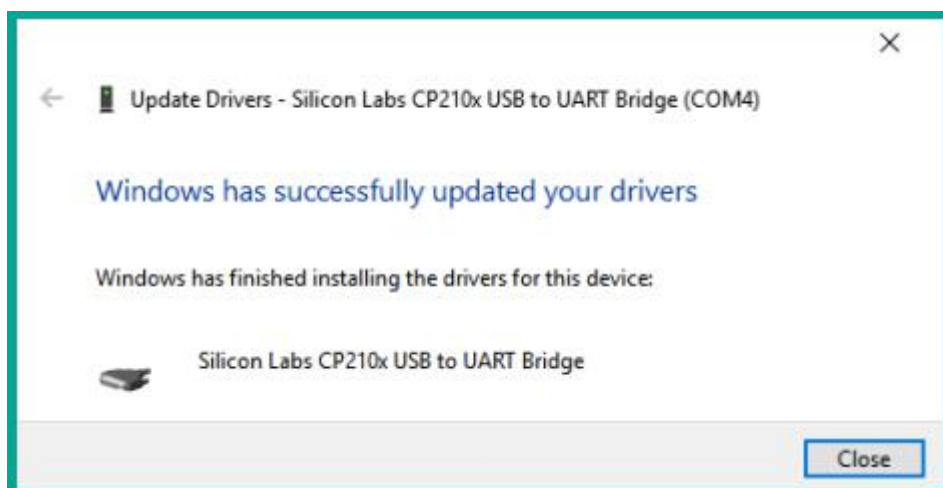 Update Drivers - Silicon Labs CP210x USB to UART Bridge (COM4)
Windows has successfully updated your drivers
Windows has finished installing the drivers for this device:
Silicon Labs CP210x USB to UART Bridge
Close